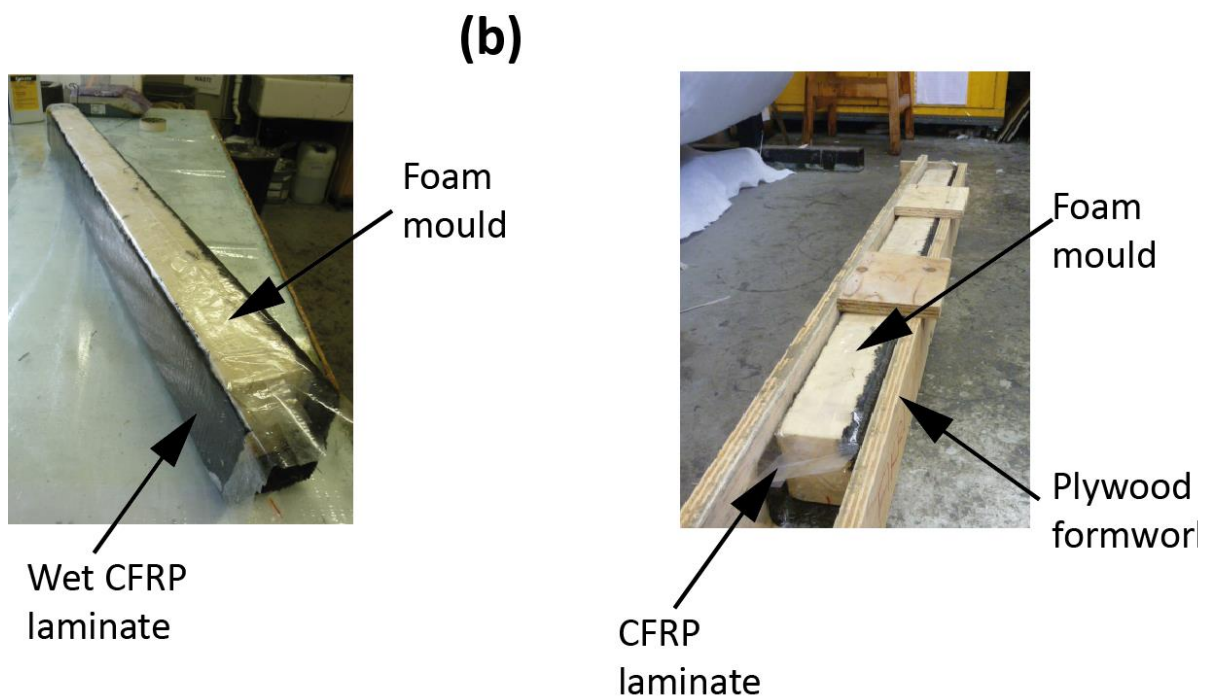 (b)
Foam
mould
Wet CFRP
laminate
Foam
mould
Plywood
formwor
CFRP
laminate